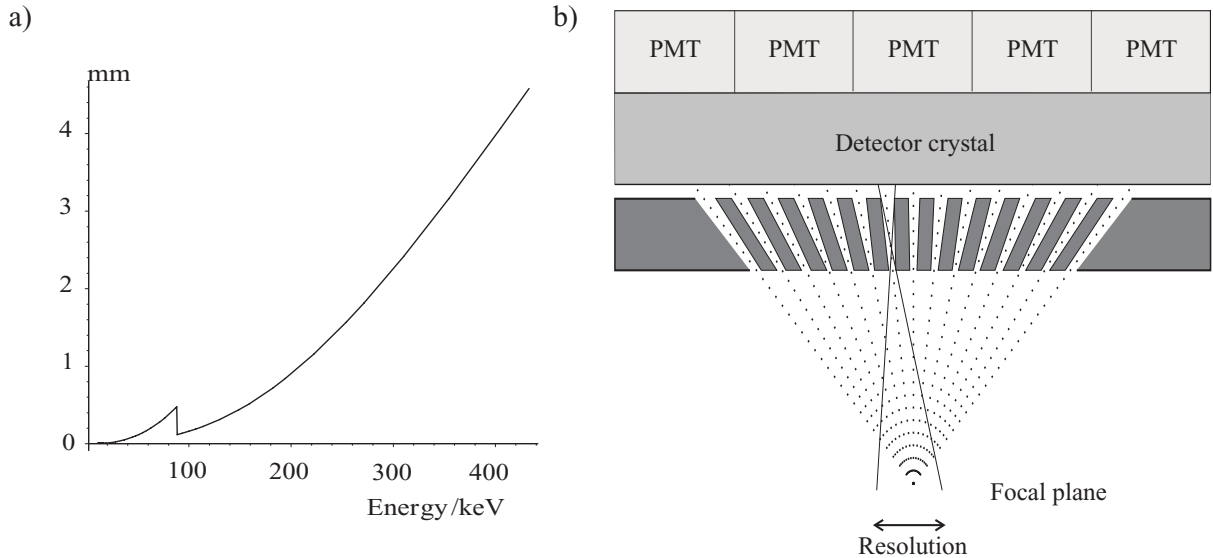 a)
mm
4
3
2
1
0
100 200 300 400
Energy /keV
b)
PMT PMT PMT PMT PMT
Detector crystal
Focal plane
Resolution